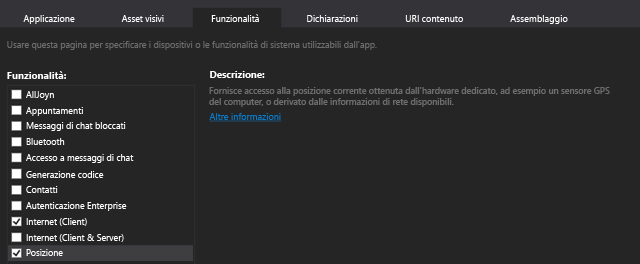 Applicazione Asset visivi Funzionalità Dichiarazioni URI contenuto Assemblaggio
Usare questa pagina per specificare i dispositivi o le funzionalità di sistema utilizzabili dall'app.
Funzionalità:
AllJoyn
Appuntamenti
Messaggi di chat bloccati
Bluetooth
Accesso a messaggi di chat
Generazione codice
Contatti
Autenticazione Enterprise
Internet (Client)
Internet (Client & Server)
Posizione
Descrizione:
Fornisce accesso alla posizione corrente ottenuta dall'hardware dedicato, ad esempio un sensore GPS
del computer, o derivato dalle informazioni di rete disponibili.
Altre informazioni